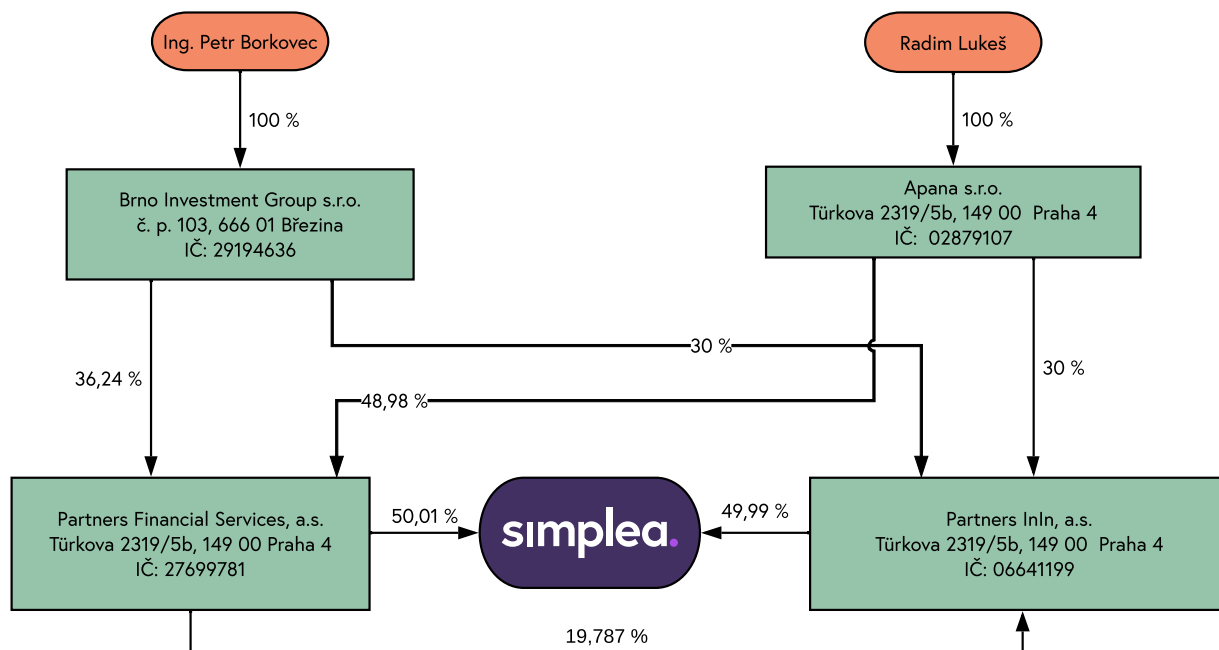 Ing. Petr Borkovec
Radim Lukeš
100 %
100 %
Brno Investment Group s.r.o.
č. p. 103, 666 01 Březina
IČ: 29194636
Apana s.r.o.
Türkova 2319/5b, 149 00  Praha 4
IČ:  02879107
30 %
36,24 %
30 %
48,98 %
Partners Financial Services, a.s.
Türkova 2319/5b, 149 00 Praha 4
IČ: 27699781
50,01 %
simplea.
49,99 %
Partners InIn, a.s.
Türkova 2319/5b, 149 00  Praha 4
IČ: 06641199
19,787 %